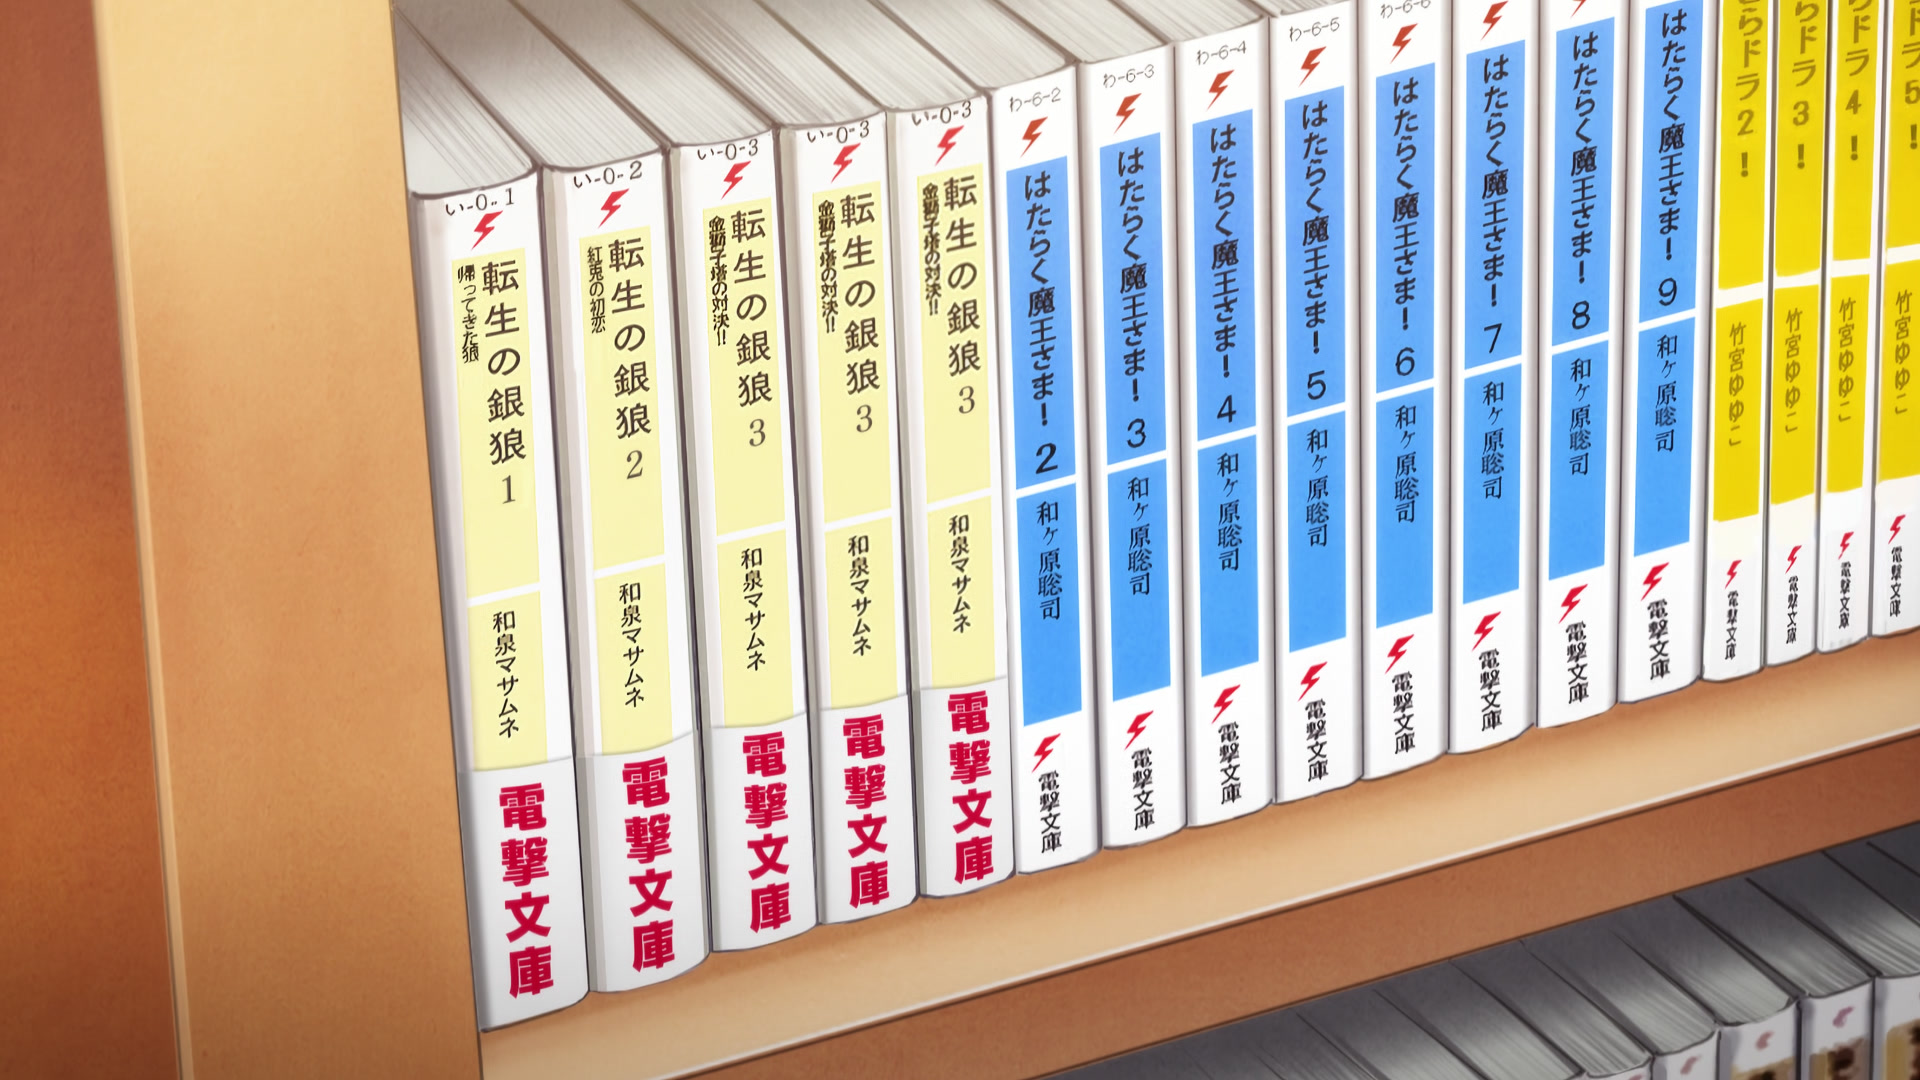 い-0-1
転生の銀狼 1
帰ってきた狼
和泉マサムネ
電撃文庫
い-0-2
転生の銀狼 2
紅兎の初恋
和泉マサムネ
電撃文庫
い-0-3
転生の銀狼 3
金獅子塔の対決!!
和泉マサムネ
電撃文庫
い-0-3
転生の銀狼 3
金獅子塔の対決!!
和泉マサムネ
電撃文庫
い-0-3
転生の銀狼 3
金獅子塔の対決!!
和泉マサムネ
電撃文庫
わ-6-2
はたらく魔王さま! 2
和ヶ原聡司
電撃文庫
わ-6-3
はたらく魔王さま! 3
和ヶ原聡司
電撃文庫
わ-6-4
はたらく魔王さま! 4
和ヶ原聡司
電撃文庫
わ-6-5
はたらく魔王さま! 5
和ヶ原聡司
電撃文庫
わ-6-6
はたらく魔王さま! 6
和ヶ原聡司
電撃文庫
はたらく魔王さま! 7
和ヶ原聡司
電撃文庫
はたらく魔王さま! 8
和ヶ原聡司
電撃文庫
はたらく魔王さま! 9
和ヶ原聡司
電撃文庫
らドラ2!
竹宮ゆゆこ
電撃文庫
らドラ3!
竹宮ゆゆこ
電撃文庫
らドラ4!
竹宮ゆゆこ
電撃文庫
ドラ5!
竹宮ゆゆこ
電撃文庫